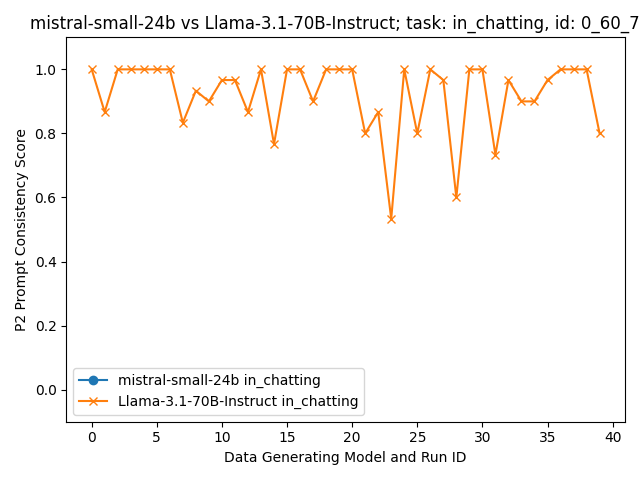 mistral-small-24b vs Llama-3.1-70B-Instruct; task: in_chatting, id: 0_60_7
P2 Prompt Consistency Score
1.0
0.8
0.6
0.4
0.2
0.0
mistral-small-24b in_chatting
Llama-3.1-70B-Instruct in_chatting
0 5 10 15 20 25 30 35 40
Data Generating Model and Run ID